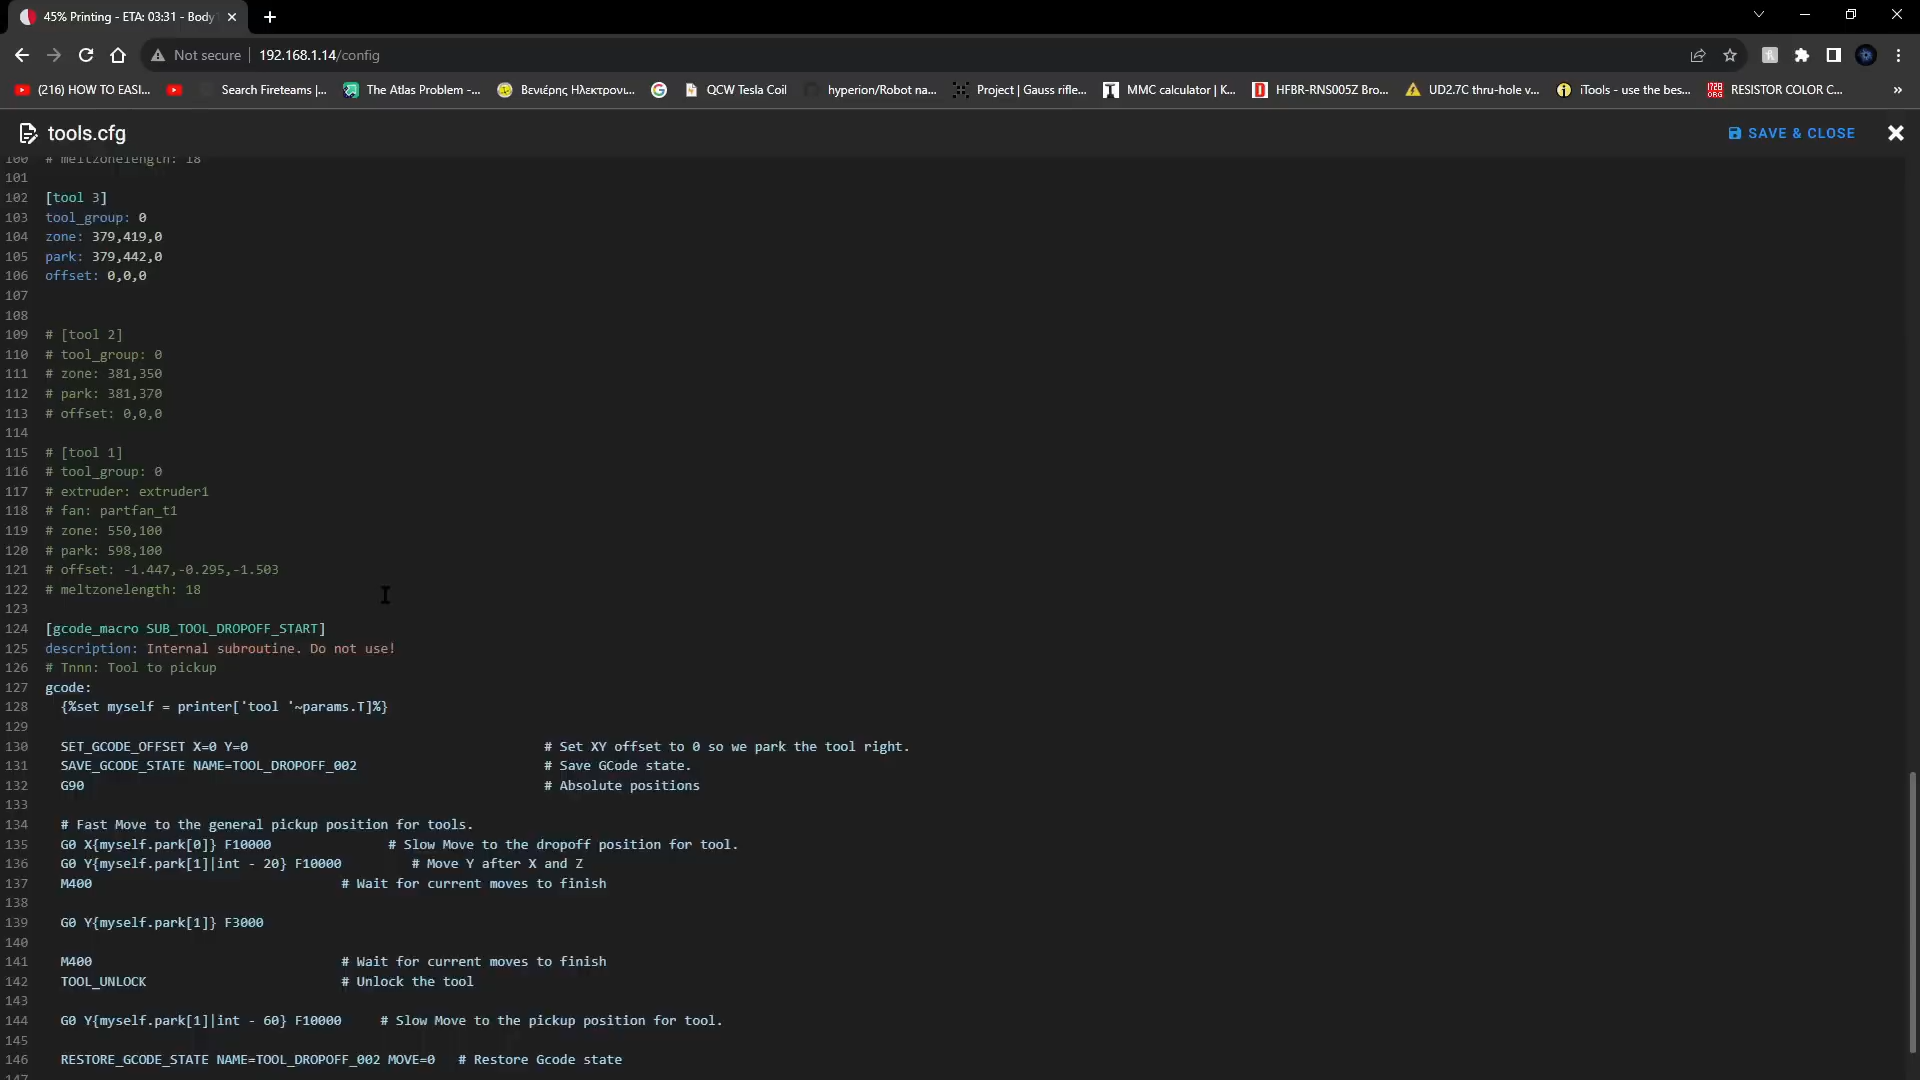 45% Printing - ETA: 03:31 - Body
Not secure 192.168.1.14/config
(216) HOW TO EASI... Search Fireteams |... The Atlas Problem -... Βενιέρης Ηλεκτρονι... QCW Tesla Coil hyperion/Robot na... Project | Gauss rifle... MMC calculator | K... HFBR-RNS005Z Bro... UD2.7C thru-hole v... iTools - use the bes... RESISTOR COLOR C... »
tools.cfg SAVE & CLOSE
100 # meltzonelength: 18
101
102 [tool 3]
103 tool_group: 0
104 zone: 379,419,0
105 park: 379,442,0
106 offset: 0,0,0
107
108
109 # [tool 2]
110 # tool_group: 0
111 # zone: 381,350
112 # park: 381,370
113 # offset: 0,0,0
114
115 # [tool 1]
116 # tool_group: 0
117 # extruder: extruder1
118 # fan: partfan_t1
119 # zone: 550,100
120 # park: 598,100
121 # offset: -1.447,-0.295,-1.503
122 # meltzonelength: 18
123
124 [gcode_macro SUB_TOOL_DROPOFF_START]
125 description: Internal subroutine. Do not use!
126 # Tnnn: Tool to pickup
127 gcode:
128 {%set myself = printer['tool '~params.T]%}
129
130 SET_GCODE_OFFSET X=0 Y=0 # Set XY offset to 0 so we park the tool right.
131 SAVE_GCODE_STATE NAME=TOOL_DROPOFF_002 # Save GCode state.
132 G90 # Absolute positions
133
134 # Fast Move to the general pickup position for tools.
135 G0 X{myself.park[0]} F10000 # Slow Move to the dropoff position for tool.
136 G0 Y{myself.park[1]|int - 20} F10000 # Move Y after X and Z
137 M400 # Wait for current moves to finish
138
139 G0 Y{myself.park[1]} F3000
140
141 M400 # Wait for current moves to finish
142 TOOL_UNLOCK # Unlock the tool
143
144 G0 Y{myself.park[1]|int - 60} F10000 # Slow Move to the pickup position for tool.
145
146 RESTORE_GCODE_STATE NAME=TOOL_DROPOFF_002 MOVE=0 # Restore Gcode state
147